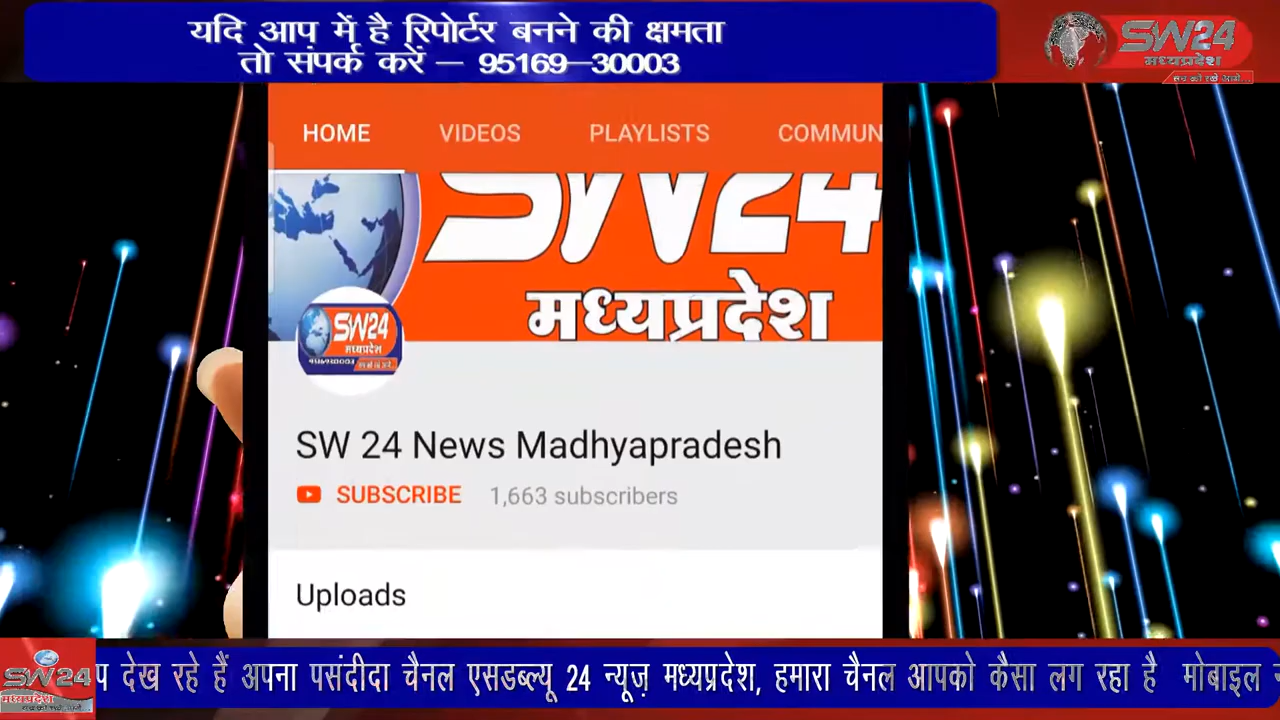 यदि आप में है रिपोर्टर बनने की क्षमता
तो संपर्क करें – 95169–30003
SW24
मध्यप्रदेश
HOME VIDEOS PLAYLISTS COMMUN
SW24
मध्यप्रदेश
SW24
मध्यप्रदेश
SW 24 News Madhyapradesh
SUBSCRIBE 1,663 subscribers
Uploads
SW24
मध्यप्रदेश
प देख रहे हैं अपना पसंदीदा चैनल एसडब्ल्यू 24 न्यूज़ मध्यप्रदेश, हमारा चैनल आपको कैसा लग रहा है मोबाइल